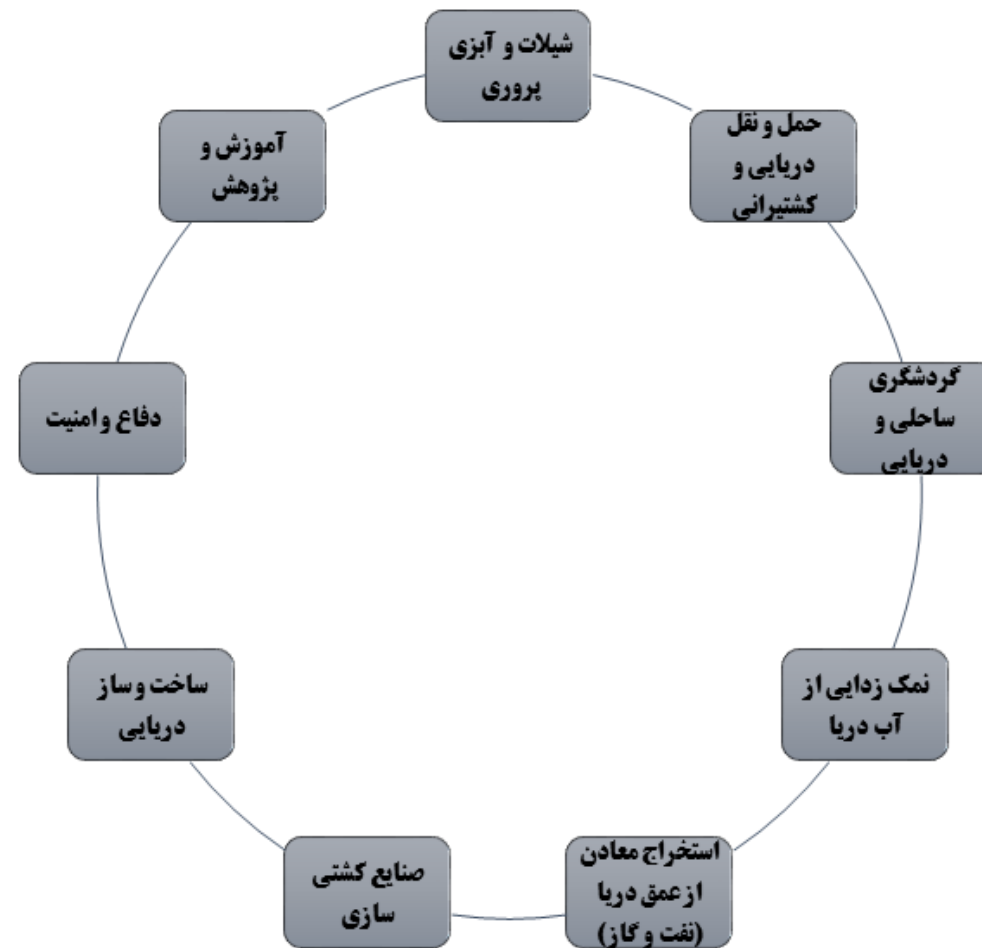 شیلات و آبزی
پروری
حمل و نقل
دریایی و
کشتیرانی
گردشگری
ساحلی و
دریایی
نمک زدایی از
آب دریا
استخراج معادن
از عمق دریا
(نفت و گاز)
صنایع کشتی
سازی
ساخت و ساز
دریایی
دفاع و امنیت
آموزش و
پژوهش